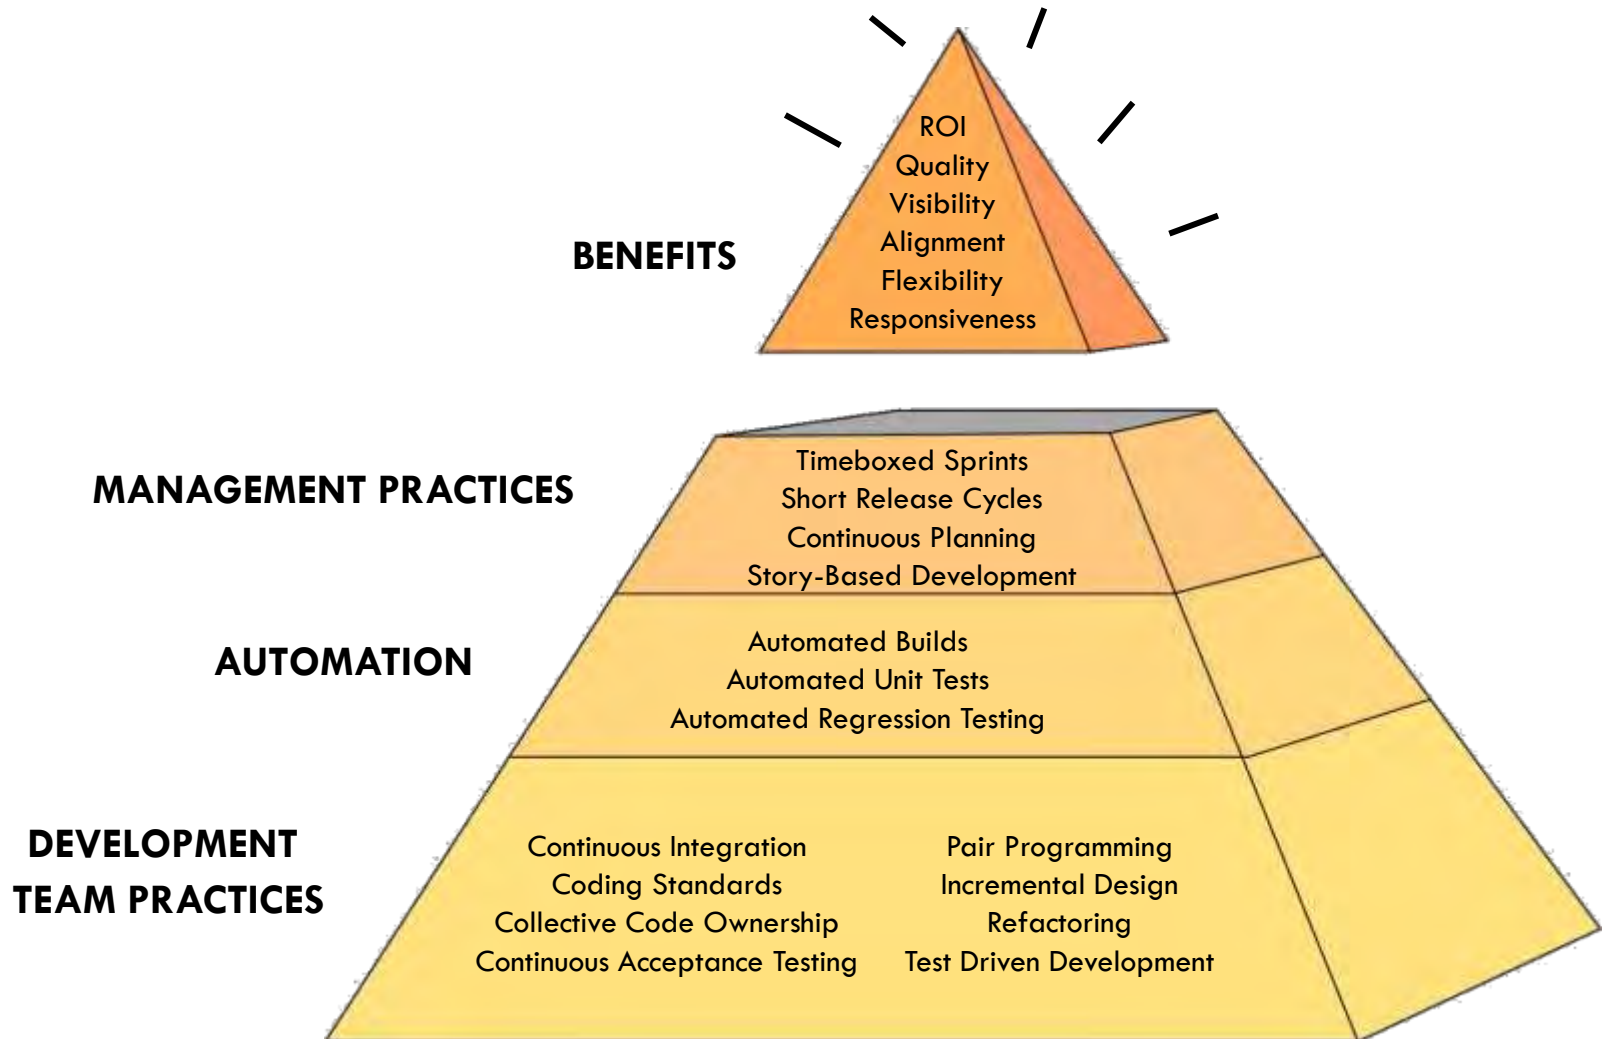 ROI
Quality
Visibility
Alignment
Flexibility
Responsiveness
BENEFITS
MANAGEMENT PRACTICES
Timeboxed Sprints
Short Release Cycles
Continuous Planning
Story-Based Development
AUTOMATION
Automated Builds
Automated Unit Tests
Automated Regression Testing
DEVELOPMENT
TEAM PRACTICES
Continuous Integration
Coding Standards
Collective Code Ownership
Continuous Acceptance Testing
Pair Programming
Incremental Design
Refactoring
Test Driven Development